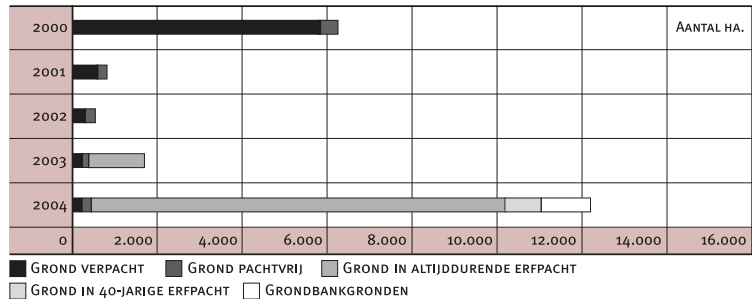 2000 AANTAL HA.
2001
2002
2003
2004
0 2.000 4.000 6.000 8.000 10.000 12.000 14.000 16.000
GROND VERPACHT GROND PACHTVRIJ GROND IN ALTIJDDURENDE ERFPACHT
GROND IN 40-JARIGE ERFPACHT GRONDBANKGRONDEN